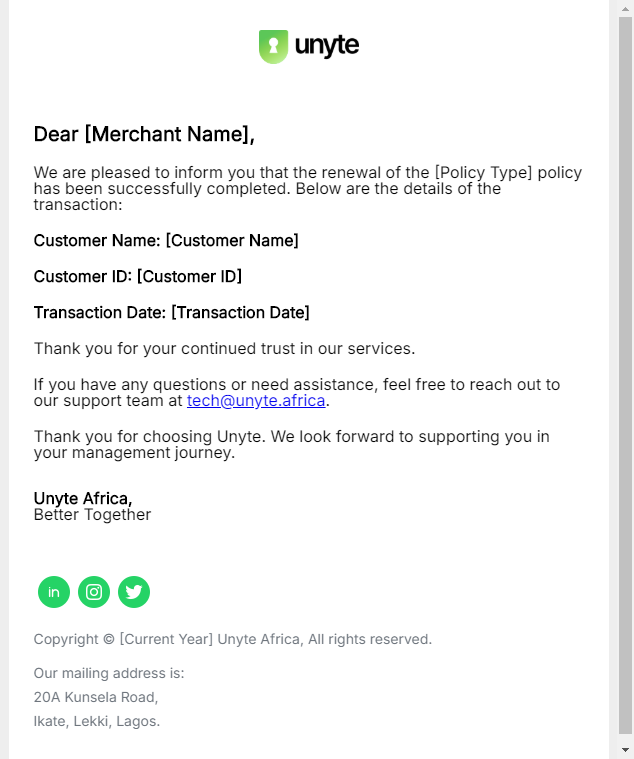 unyte
Dear [Merchant Name],
We are pleased to inform you that the renewal of the [Policy Type] policy
has been successfully completed. Below are the details of the
transaction:
Customer Name: [Customer Name]
Customer ID: [Customer ID]
Transaction Date: [Transaction Date]
Thank you for your continued trust in our services.
If you have any questions or need assistance, feel free to reach out to
our support team at tech@unyte.africa.
Thank you for choosing Unyte. We look forward to supporting you in
your management journey.
Unyte Africa,
Better Together
in
Copyright © [Current Year] Unyte Africa, All rights reserved.
Our mailing address is:
20A Kunsela Road,
Ikate, Lekki, Lagos.